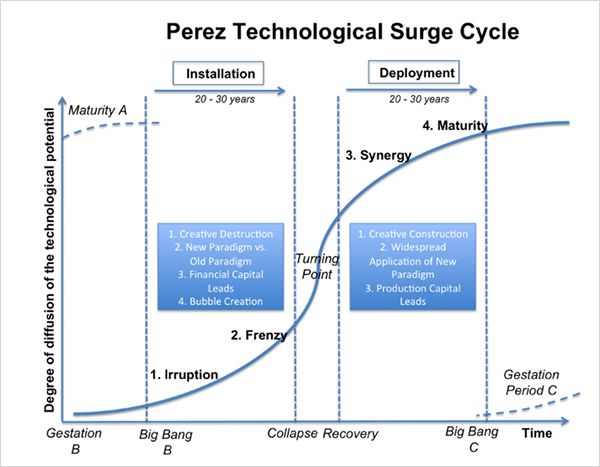 Perez Technological Surge Cycle
Installation
Deployment
20 - 30 years
20 - 30 years
Maturity A
4. Maturity
3. Synergy
Degree of diffusion of the technological potential
1. Creative Destruction
2. New Paradigm vs.
Old Paradigm
3. Financial Capital
Leads
4. Bubble Creation
Turning
Point
1. Creative Construction
2. Widespread
Application of New
Paradigm
3. Production Capital
Leads
2. Frenzy
1. Irruption
Gestation
Period C
Gestation
B
Big Bang
B
Collapse
Recovery
Big Bang
C
Time